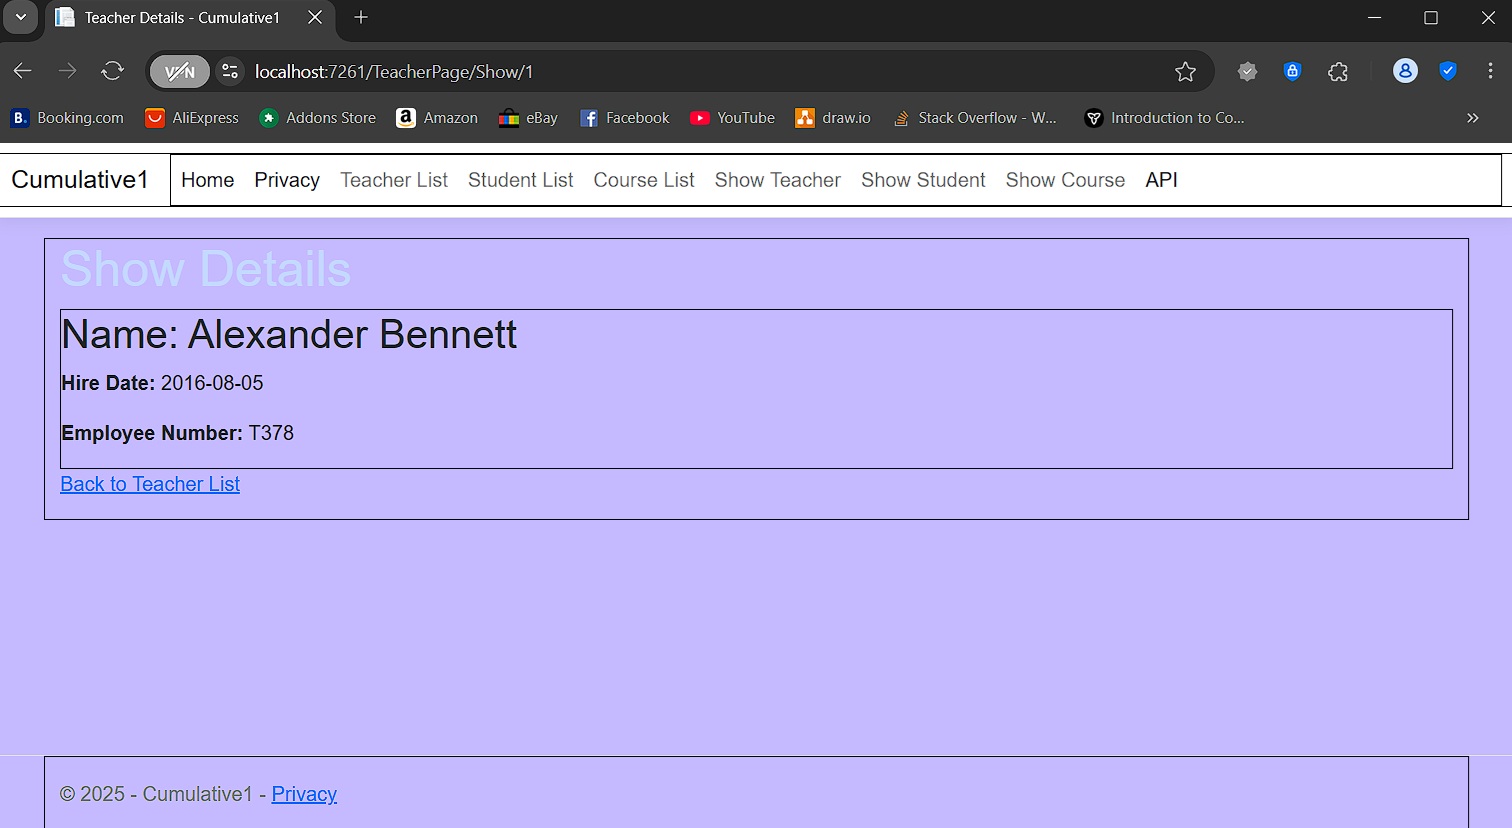 Teacher Details - Cumulative1
VPN
localhost:7261/TeacherPage/Show/1
B. Booking.com AliExpress Addons Store a Amazon eBay Facebook YouTube draw.io Stack Overflow - W... Introduction to Co...
Cumulative1 Home Privacy Teacher List Student List Course List Show Teacher Show Student Show Course API
Show Details
Name: Alexander Bennett
Hire Date: 2016-08-05
Employee Number: T378
Back to Teacher List
© 2025 - Cumulative1 - Privacy